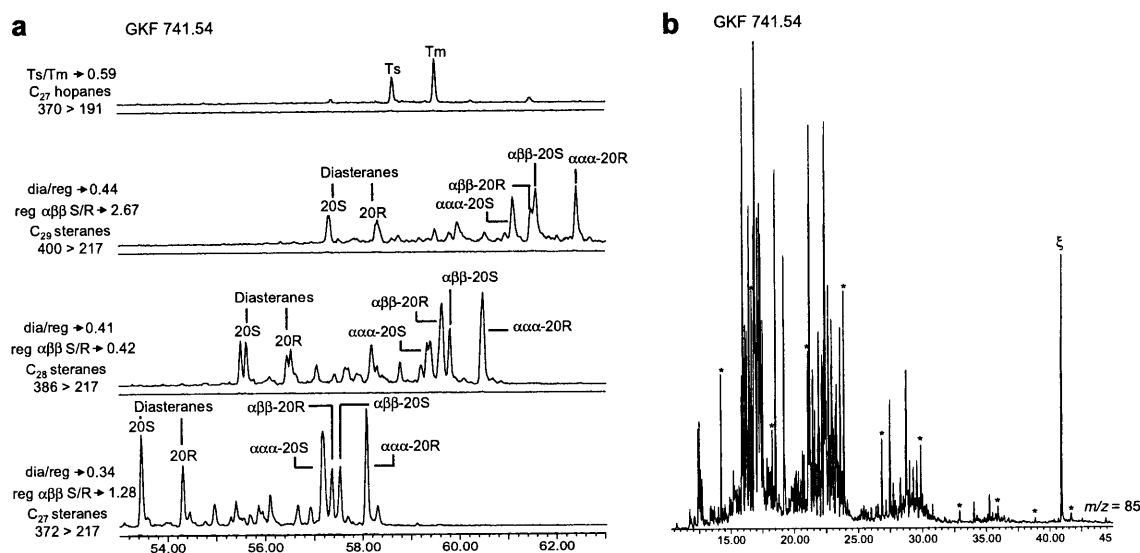 a
GKF 741.54
Ts/Tm → 0.59
C27 hopanes
370 > 191
Ts
Tm
dia/reg → 0.44
reg αββ S/R → 2.67
C29 steranes
400 > 217
Diasteranes
20S
20R
ααα-20S
αββ-20R
αββ-20S
ααα-20R
dia/reg → 0.41
reg αββ S/R → 0.42
C28 steranes
386 > 217
Diasteranes
20S
20R
ααα-20S
αββ-20R
αββ-20S
ααα-20R
dia/reg → 0.34
reg αββ S/R → 1.28
C27 steranes
372 > 217
Diasteranes
20S
20R
ααα-20S
αββ-20R
αββ-20S
ααα-20R
54.00 56.00 58.00 60.00 62.00
b
GKF 741.54
* * * * * * * * * * *
ξ
m/z = 85
15.00 20.00 25.00 30.00 35.00 40.00 45